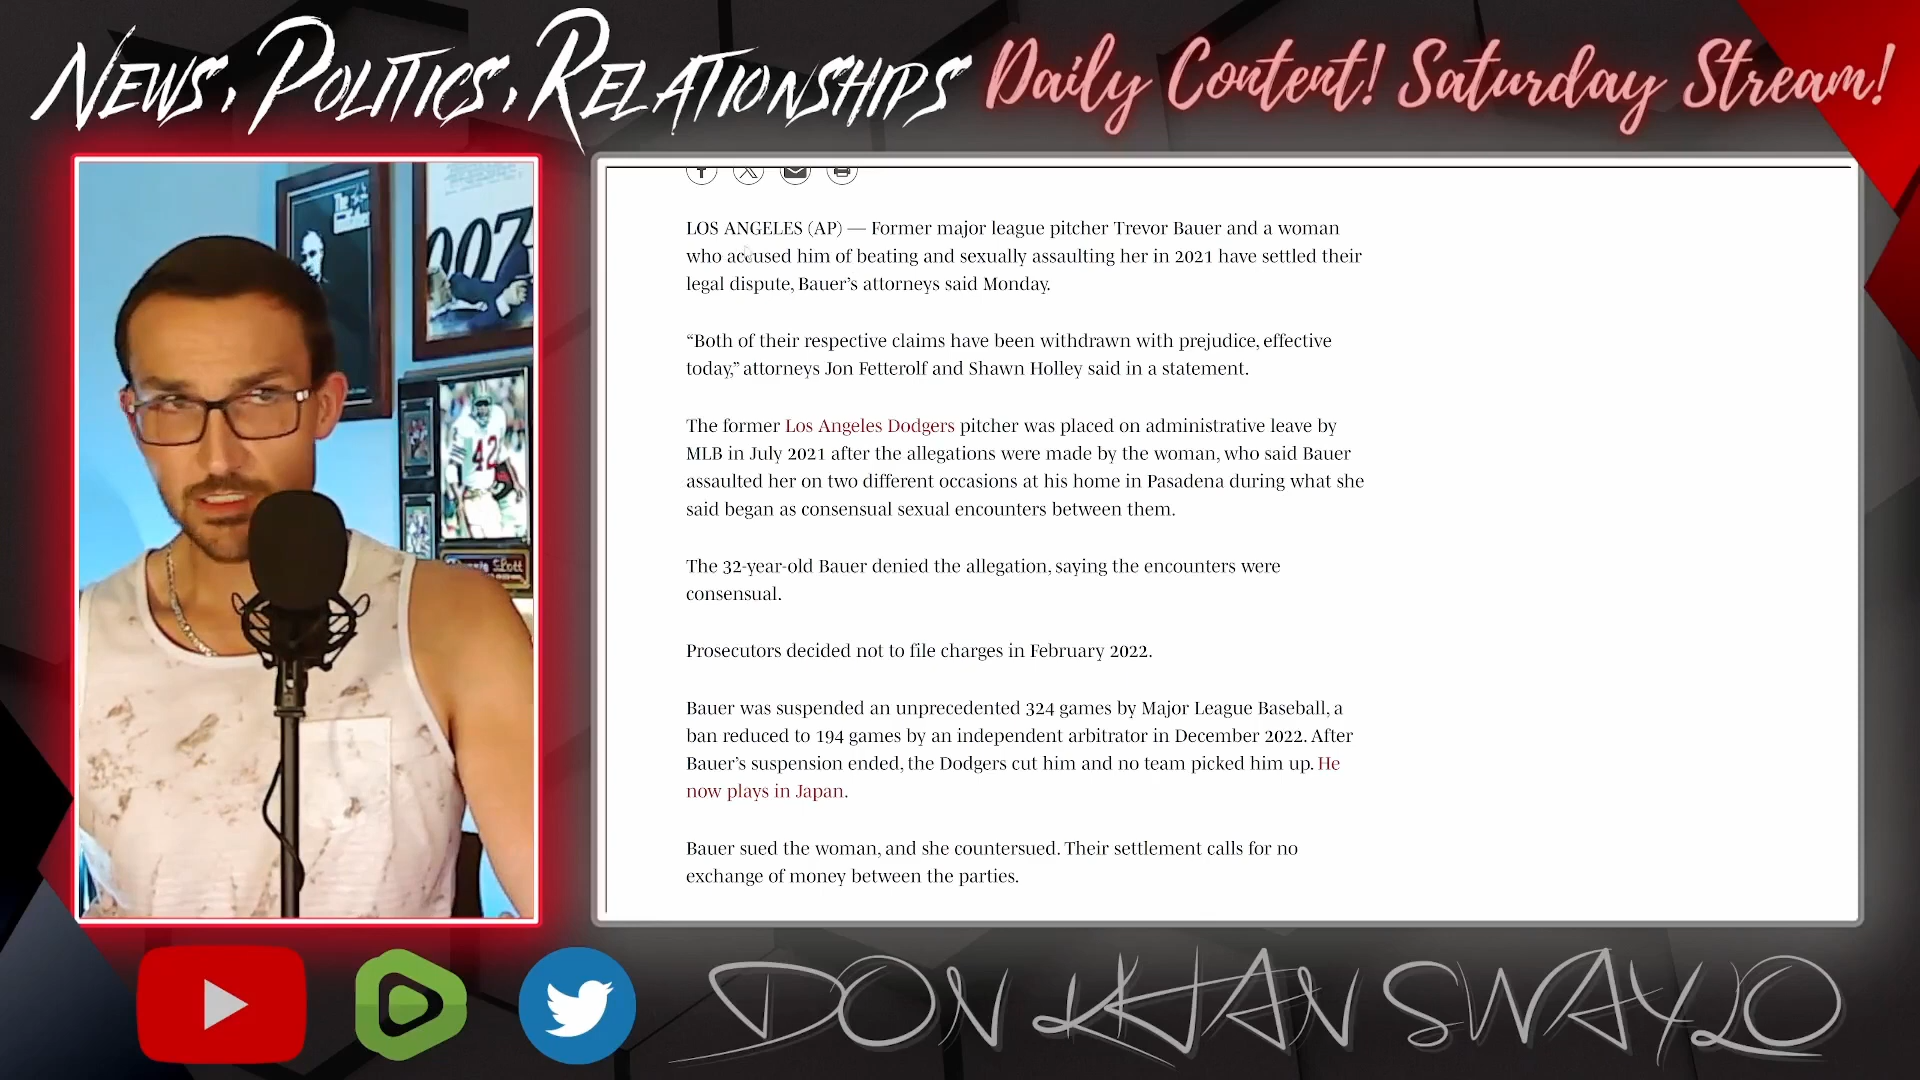 NEWS, POLITICS, RELATIONSHIPS
Daily Content! Saturday Stream!
The
007
42
Scott
LOS ANGELES (AP) — Former major league pitcher Trevor Bauer and a woman
who accused him of beating and sexually assaulting her in 2021 have settled their
legal dispute, Bauer’s attorneys said Monday.
“Both of their respective claims have been withdrawn with prejudice, effective
today,” attorneys Jon Fetterolf and Shawn Holley said in a statement.
The former Los Angeles Dodgers pitcher was placed on administrative leave by
MLB in July 2021 after the allegations were made by the woman, who said Bauer
assaulted her on two different occasions at his home in Pasadena during what she
said began as consensual sexual encounters between them.
The 32-year-old Bauer denied the allegation, saying the encounters were
consensual.
Prosecutors decided not to file charges in February 2022.
Bauer was suspended an unprecedented 324 games by Major League Baseball, a
ban reduced to 194 games by an independent arbitrator in December 2022. After
Bauer’s suspension ended, the Dodgers cut him and no team picked him up. He
now plays in Japan.
Bauer sued the woman, and she countersued. Their settlement calls for no
exchange of money between the parties.
DON KHAN SWAYLO